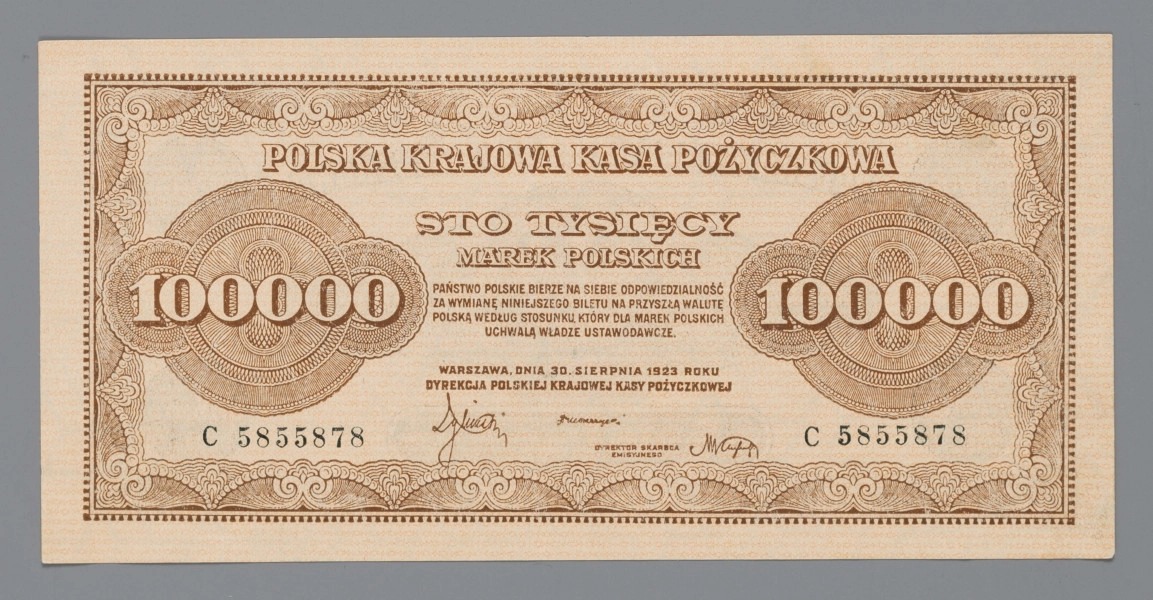 POLSKA KRAJOWA KASA POŻYCZKOWA
STO TYSIĘCY
MAREK POLSKICH
100000
100000
PAŃSTWO POLSKIE BIERZE NA SIEBIE ODPOWIEDZIALNOŚĆ
ZA WYMIANĘ NINIEJSZEGO BILETU NA PRZYSZŁĄ WALUTĘ
POLSKĄ WEDŁUG STOSUNKU, KTÓRY DLA MAREK POLSKICH
UCHWALĄ WŁADZE USTAWODAWCZE.
WARSZAWA, DNIA 30. SIERPNIA 1923 ROKU
DYREKCJA POLSKIEJ KRAJOWEJ KASY POŻYCZKOWEJ
C 5855878
C 5855878
DYREKTOR SKARBCA
EMISYJNEGO